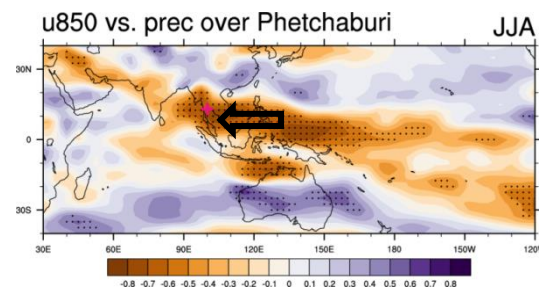 u850 vs. prec over Phetchaburi JJA
30N
0
30S
30E 60E 90E 120E 150E 180 150W 120
-0.8 -0.7 -0.6 -0.5 -0.4 -0.3 -0.2 -0.1 0 0.1 0.2 0.3 0.4 0.5 0.6 0.7 0.8